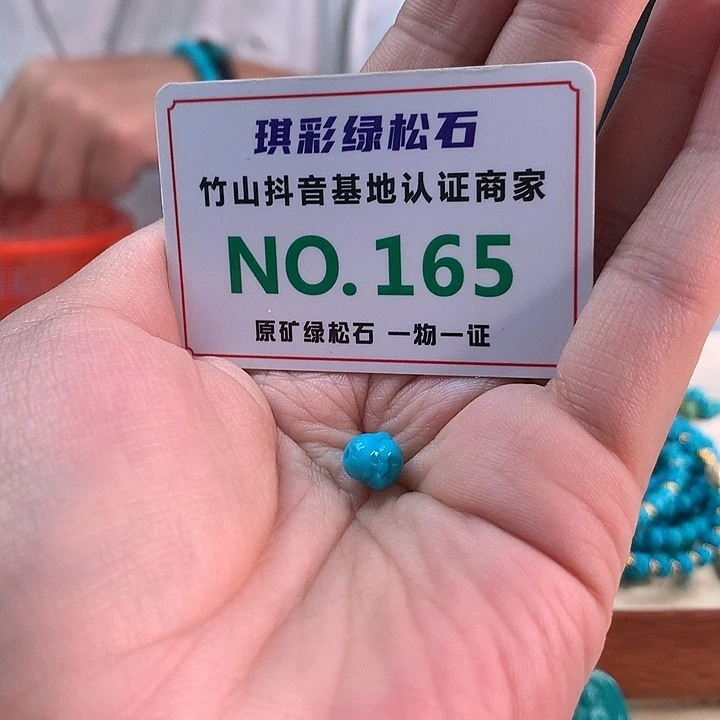 琪彩绿松石
竹山抖音基地认证商家
NO.165
原矿绿松石 一物一证